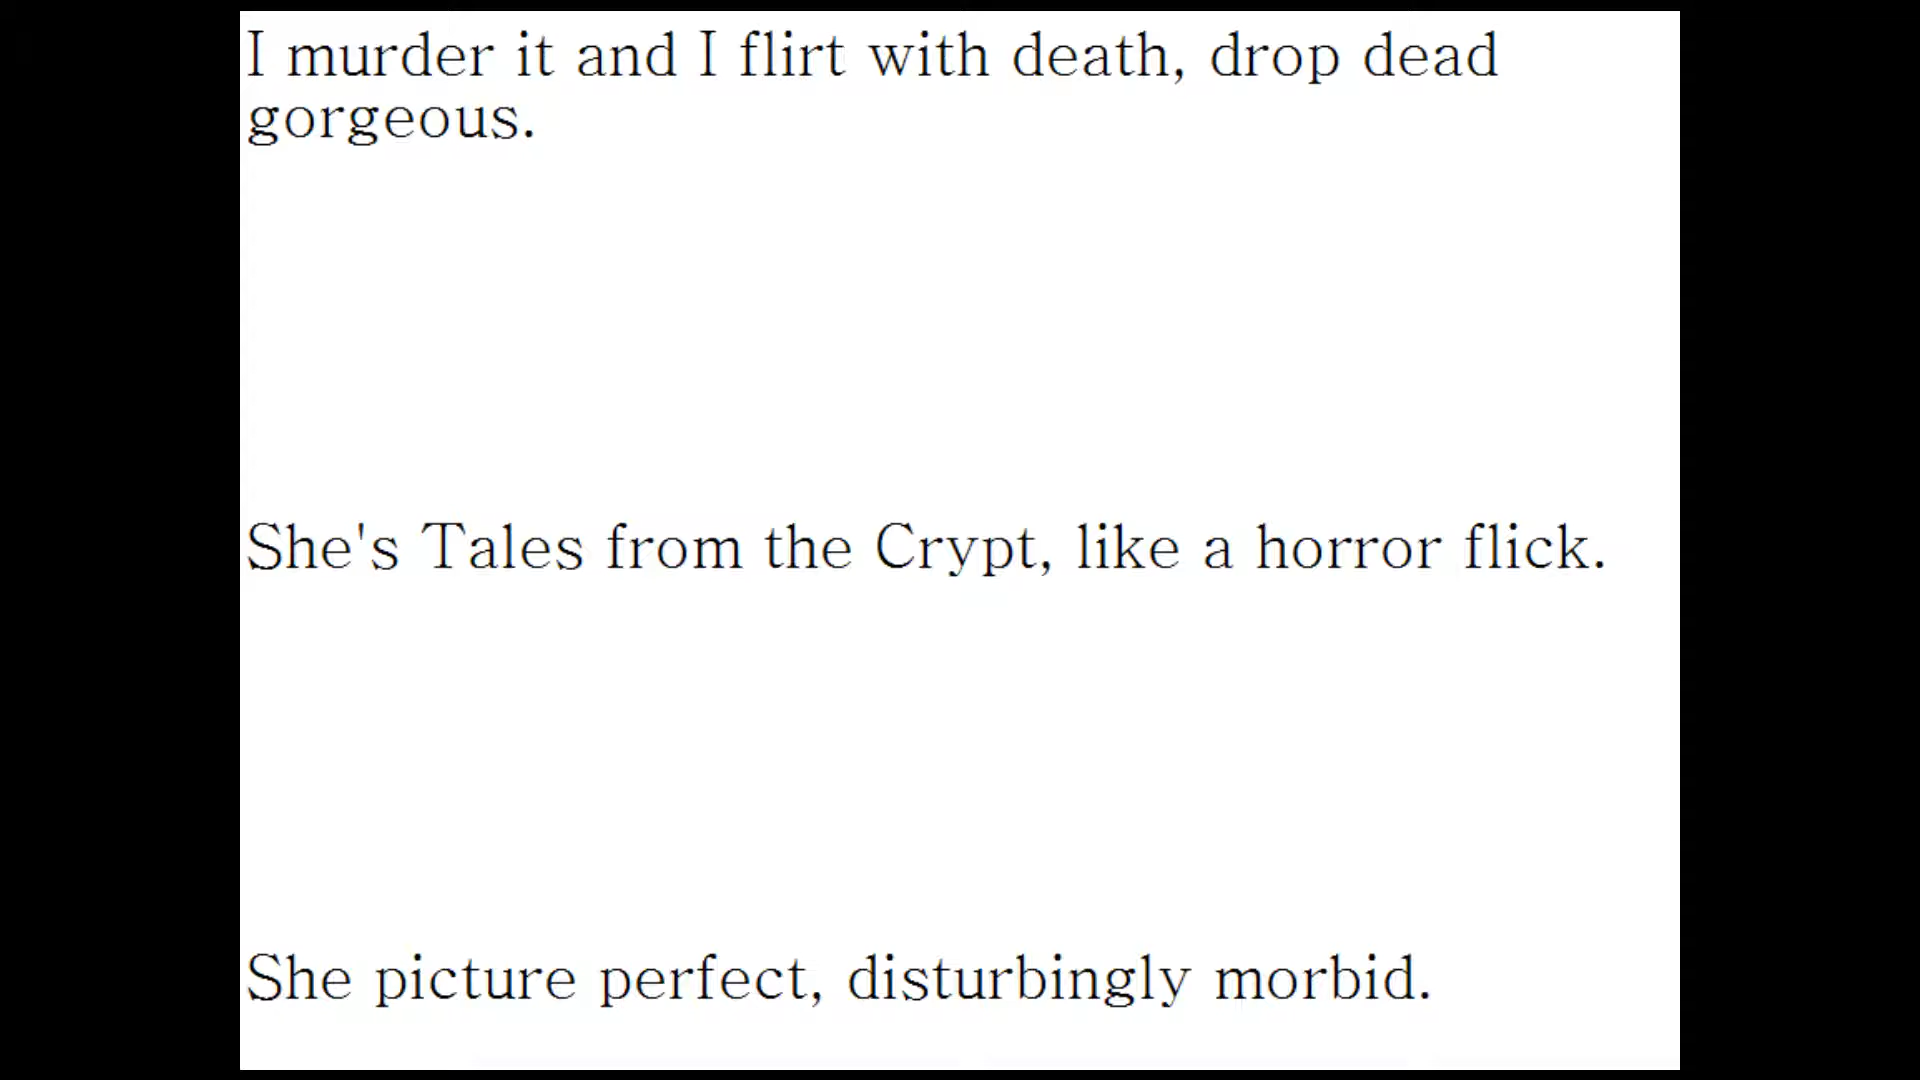 I murder it and I flirt with death, drop dead
gorgeous.
She's Tales from the Crypt, like a horror flick.
She picture perfect, disturbingly morbid.